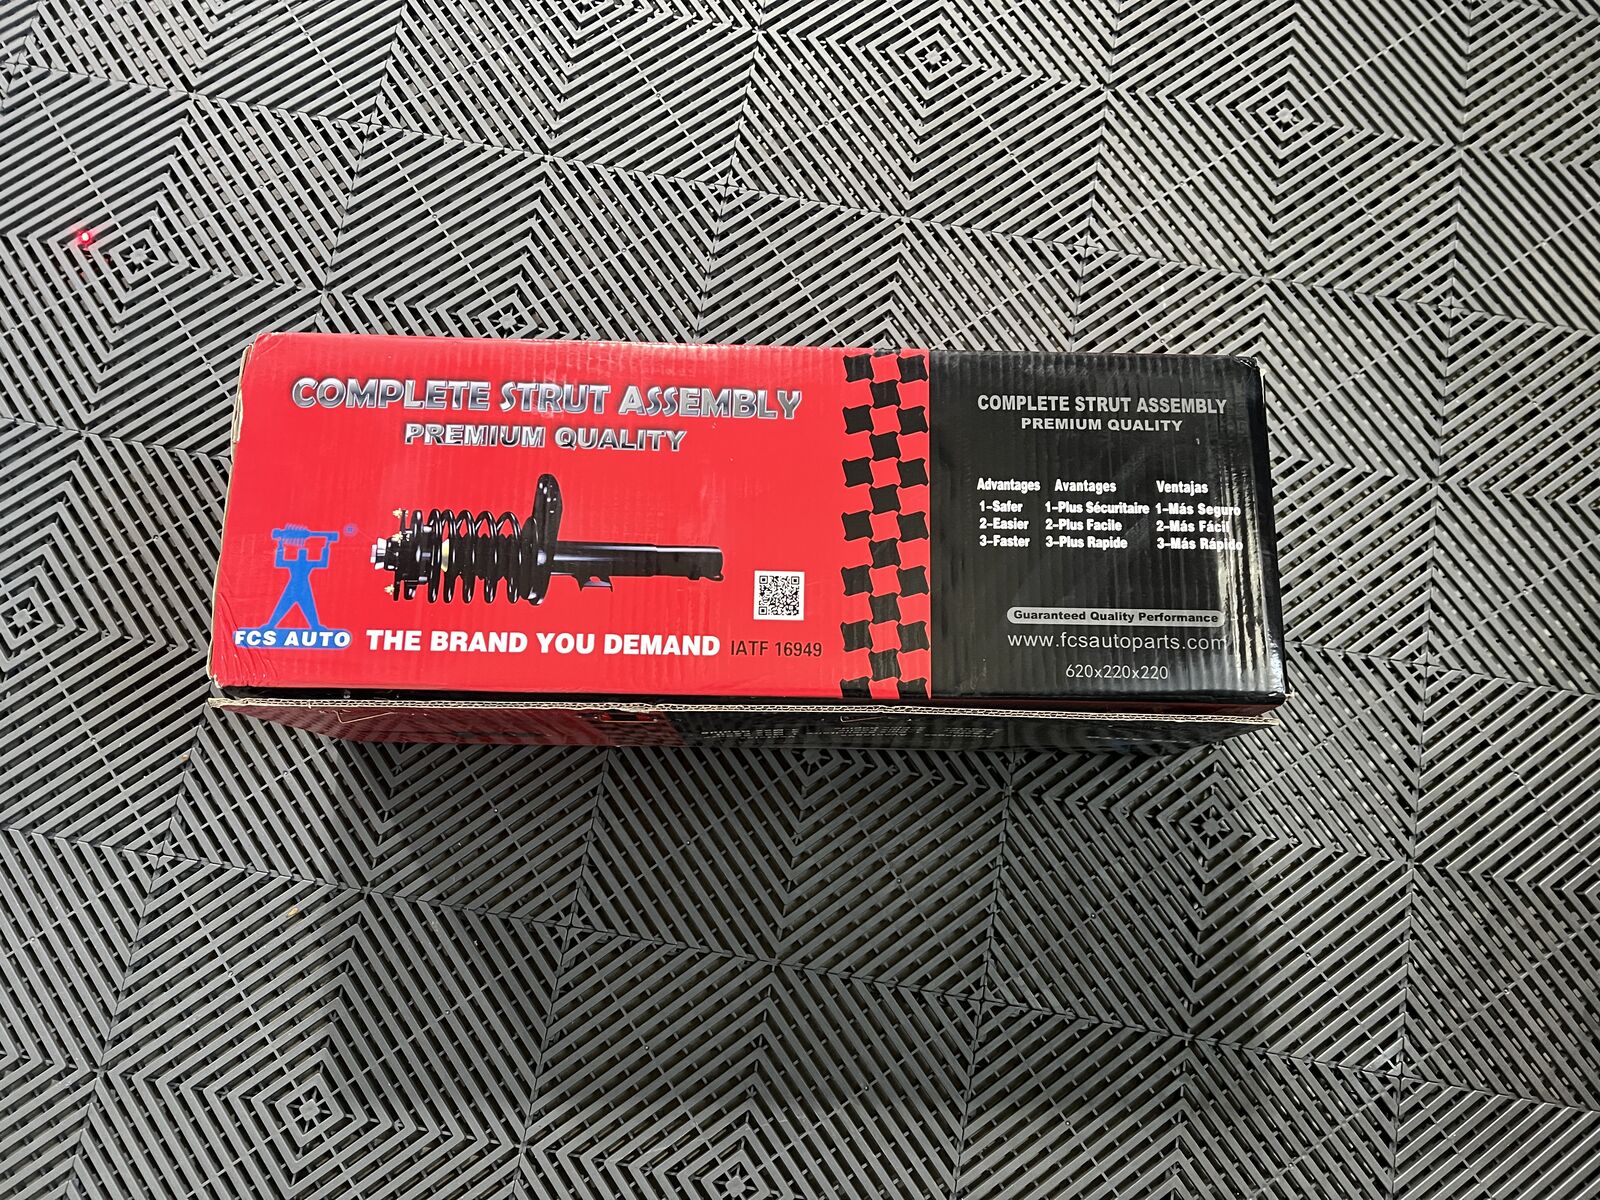 COMPLETE STRUT ASSEMBLY
PREMIUM QUALITY
®
FCS AUTO
THE BRAND YOU DEMAND
IATF 16949
COMPLETE STRUT ASSEMBLY
PREMIUM QUALITY
Advantages Avantages Ventajas
1-Safer 1-Plus Sécuritaire 1-Más Seguro
2-Easier 2-Plus Facile 2-Más Fácil
3-Faster 3-Plus Rapide 3-Más Rápido
Guaranteed Quality Performance
www.fcsautoparts.com
620x220x220